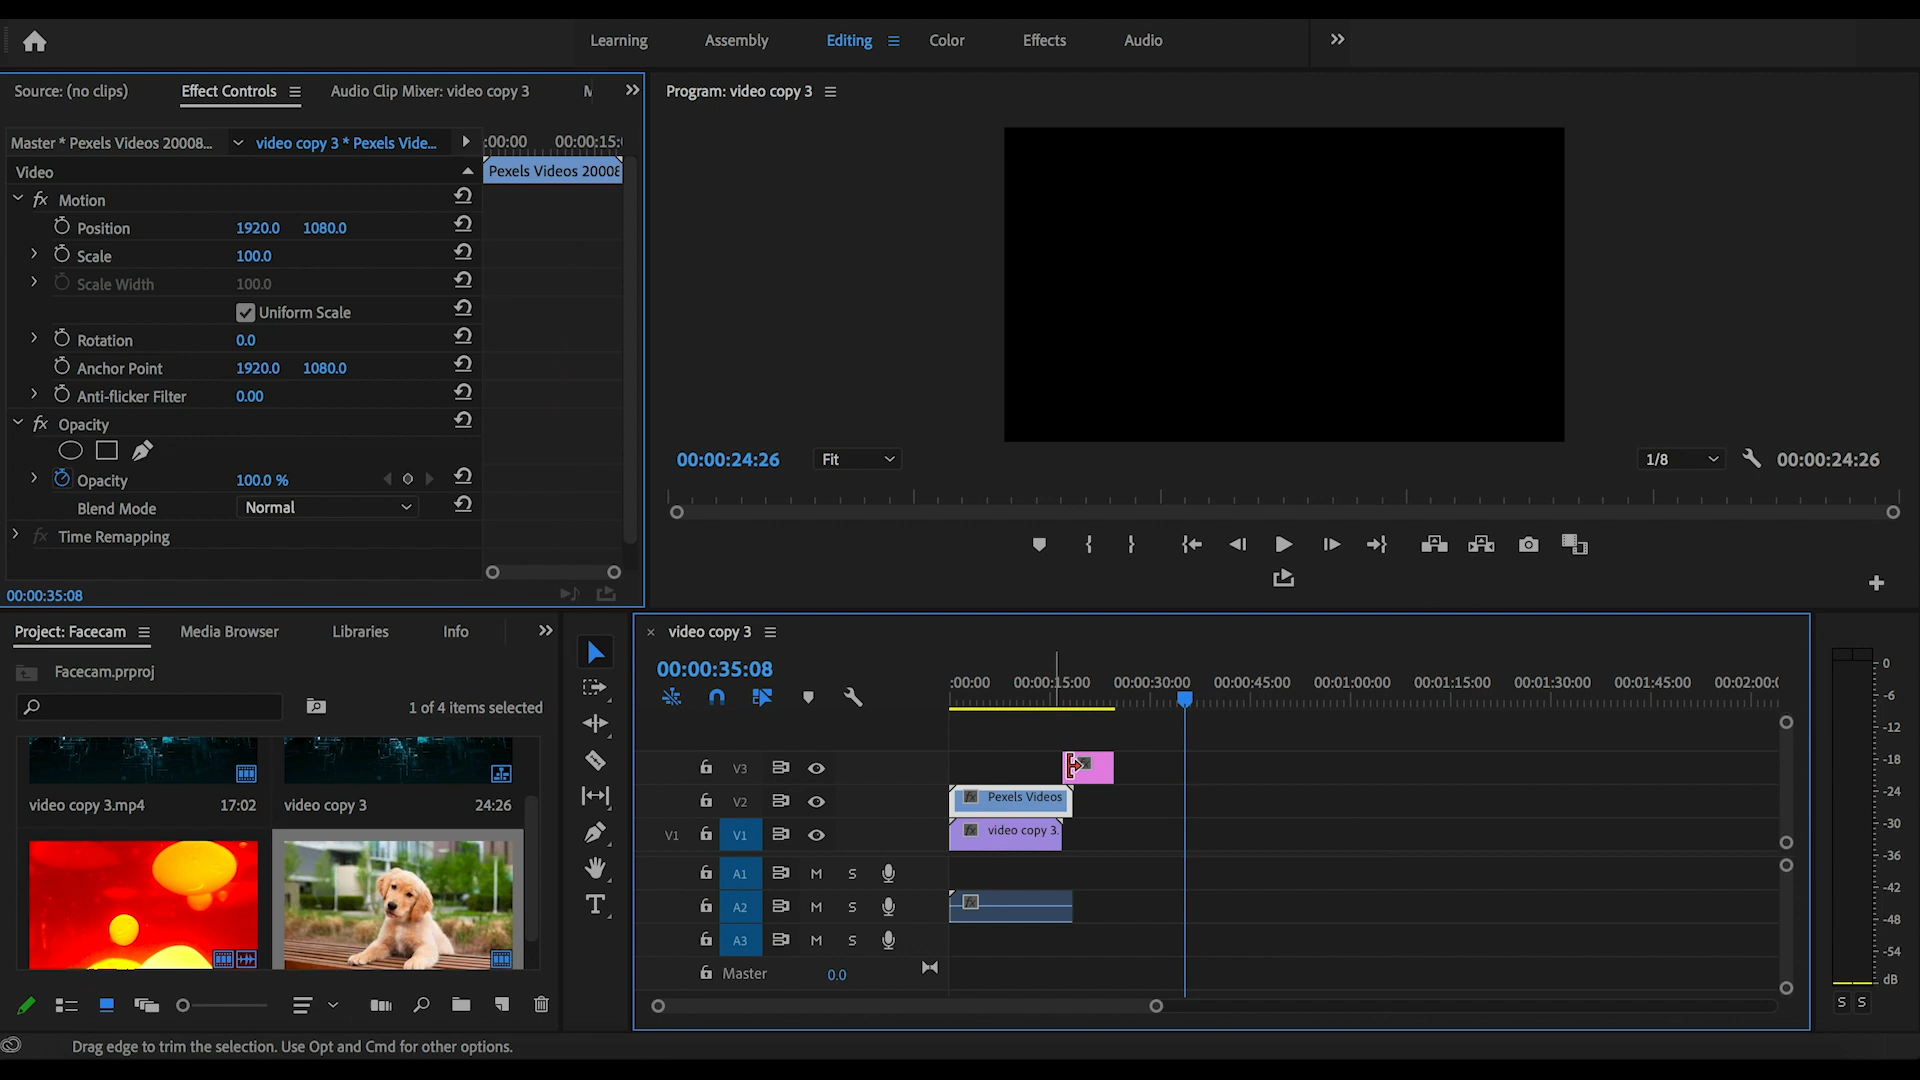 Learning
Assembly
Editing
Color
Effects
Audio
Source: (no clips)
Effect Controls
Audio Clip Mixer: video copy 3
Program: video copy 3
Master * Pexels Videos 20008...
video copy 3 * Pexels Vide...
:00:00
00:00:15:
Video
Pexels Videos 20008
fx Motion
Position 1920.0 1080.0
Scale 100.0
Scale Width 100.0
Uniform Scale
Rotation 0.0
Anchor Point 1920.0 1080.0
Anti-flicker Filter 0.00
fx Opacity
Opacity 100.0 %
Blend Mode Normal
fx Time Remapping
00:00:35:08
00:00:24:26
Fit
1/8
00:00:24:26
Project: Facecam
Media Browser
Libraries
Info
Facecam.prproj
1 of 4 items selected
video copy 3.mp4 17:02
video copy 3 24:26
video copy 3
00:00:35:08
:00:00 00:00:15:00 00:00:30:00 00:00:45:00 00:01:00:00 00:01:15:00 00:01:30:00 00:01:45:00 00:02:00:
V3
V2
fx Pexels Videos
V1 V1
fx video copy 3.
A1 M S
A2 M S
fx
A3 M S
Master 0.0
0
-6
-12
-18
-24
-30
-36
-42
-48
-54
dB
S S
Drag edge to trim the selection. Use Opt and Cmd for other options.